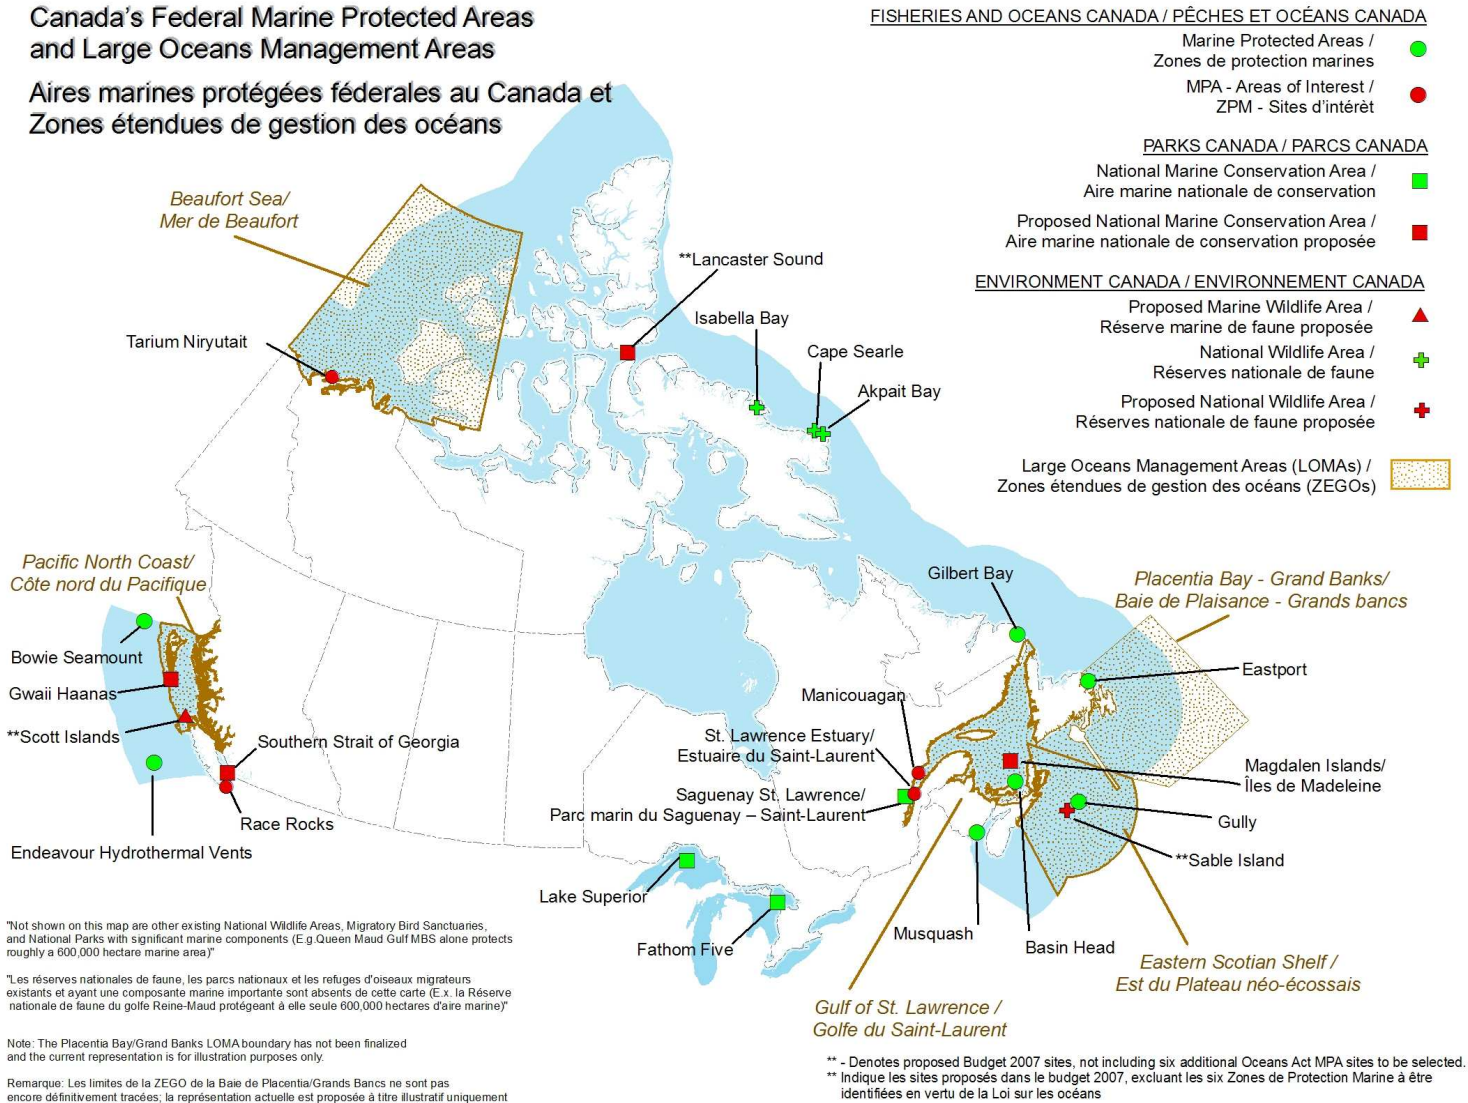 Canada's Federal Marine Protected Areas
and Large Oceans Management Areas
Aires marines protégées féderales au Canada et
Zones étendues de gestion des océans
FISHERIES AND OCEANS CANADA / PÊCHES ET OCÉANS CANADA
Marine Protected Areas /
Zones de protection marines
MPA - Areas of Interest /
ZPM - Sites d'intérèt
PARKS CANADA / PARCS CANADA
National Marine Conservation Area /
Aire marine nationale de conservation
Proposed National Marine Conservation Area /
Aire marine nationale de conservation proposée
ENVIRONMENT CANADA / ENVIRONNEMENT CANADA
Proposed Marine Wildlife Area /
Réserve marine de faune proposée
National Wildlife Area /
Réserves nationale de faune
Proposed National Wildlife Area /
Réserves nationale de faune proposée
Large Oceans Management Areas (LOMAs) /
Zones étendues de gestion des océans (ZEGOs)
Beaufort Sea/
Mer de Beaufort
**Lancaster Sound
Isabella Bay
Cape Searle
Akpait Bay
Tarium Niryutait
Pacific North Coast/
Côte nord du Pacifique
Bowie Seamount
Gwaii Haanas
**Scott Islands
Southern Strait of Georgia
Race Rocks
Endeavour Hydrothermal Vents
Gilbert Bay
Placentia Bay - Grand Banks/
Baie de Plaisance - Grands bancs
Eastport
Manicouagan
St. Lawrence Estuary/
Estuaire du Saint-Laurent
Saguenay St. Lawrence/
Parc marin du Saguenay – Saint-Laurent
Magdalen Islands/
Îles de Madeleine
Gully
**Sable Island
Lake Superior
Fathom Five
Musquash
Basin Head
Eastern Scotian Shelf /
Est du Plateau néo-écossais
Gulf of St. Lawrence /
Golfe du Saint-Laurent
"Not shown on this map are other existing National Wildlife Areas, Migratory Bird Sanctuaries,
and National Parks with significant marine components (E.g.Queen Maud Gulf MBS alone protects
roughly a 600,000 hectare marine area)"
"Les réserves nationales de faune, les parcs nationaux et les refuges d'oiseaux migrateurs
existants et ayant une composante marine importante sont absents de cette carte (E.x. la Réserve
nationale de faune du golfe Reine-Maud protégeant à elle seule 600,000 hectares d'aire marine)"
Note: The Placentia Bay/Grand Banks LOMA boundary has not been finalized
and the current representation is for illustration purposes only.
Remarque: Les limites de la ZEGO de la Baie de Placentia/Grands Bancs ne sont pas
encore définitivement tracées; la représentation actuelle est proposée à titre illustratif uniquement
** - Denotes proposed Budget 2007 sites, not including six additional Oceans Act MPA sites to be selected.
** Indique les sites proposés dans le budget 2007, excluant les six Zones de Protection Marine à être
identifiées en vertu de la Loi sur les océans